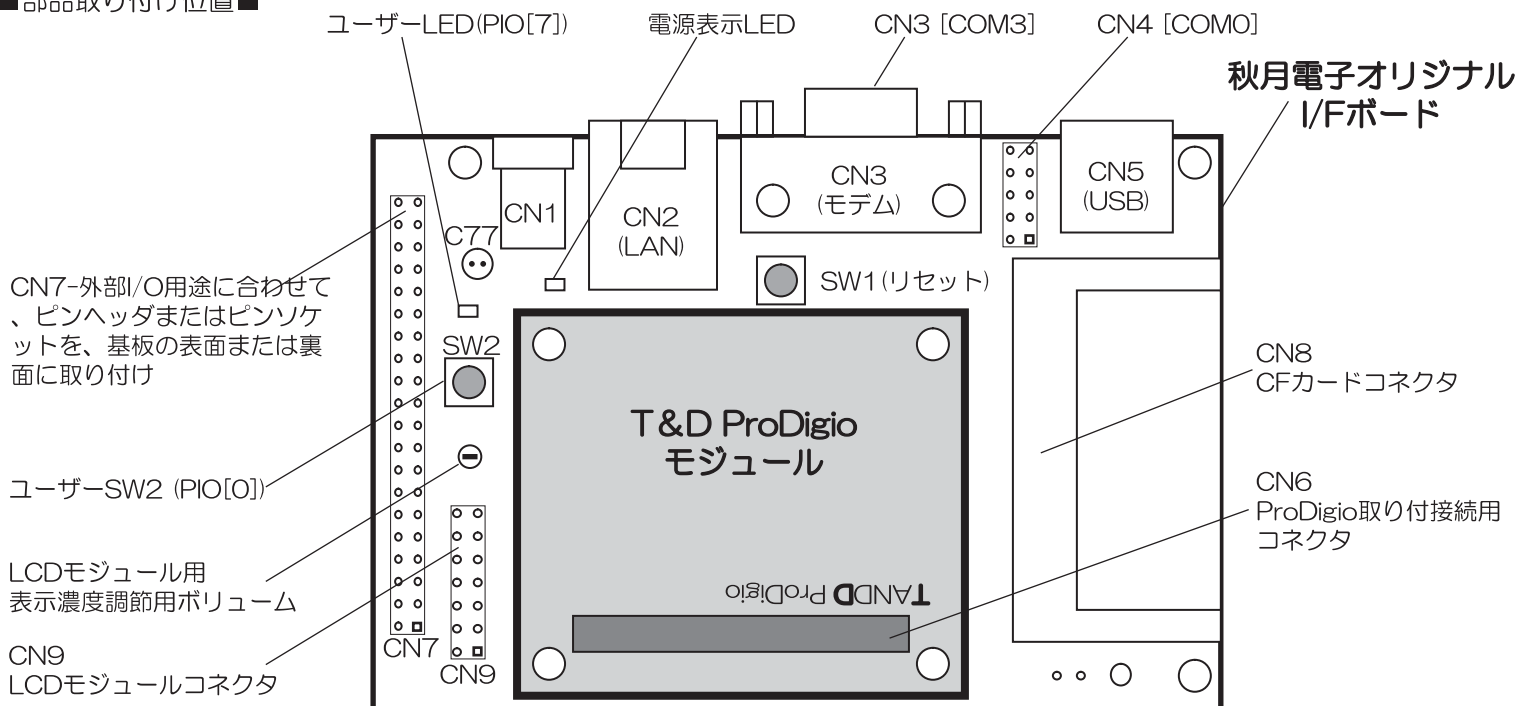 ■部品取り付け位置■
ユーザーLED(PIO[7])
電源表示LED
CN3 [COM3]
CN4 [COM0]
秋月電子オリジナル
I/Fボード
CN1
CN2
(LAN)
CN3
(モデム)
CN5
(USB)
C77
SW1(リセット)
CN7-外部I/O用途に合わせて
、ピンヘッダまたはピンソケ
ットを、基板の表面または裏
面に取り付け
SW2
T&D ProDigio
モジュール
CN8
CFカードコネクタ
ユーザーSW2 (PIO[0])
CN6
ProDigio取り付接続用
コネクタ
LCDモジュール用
表示濃度調節用ボリューム
TANDD ProDigio
CN7
CN9
CN9
LCDモジュールコネクタ